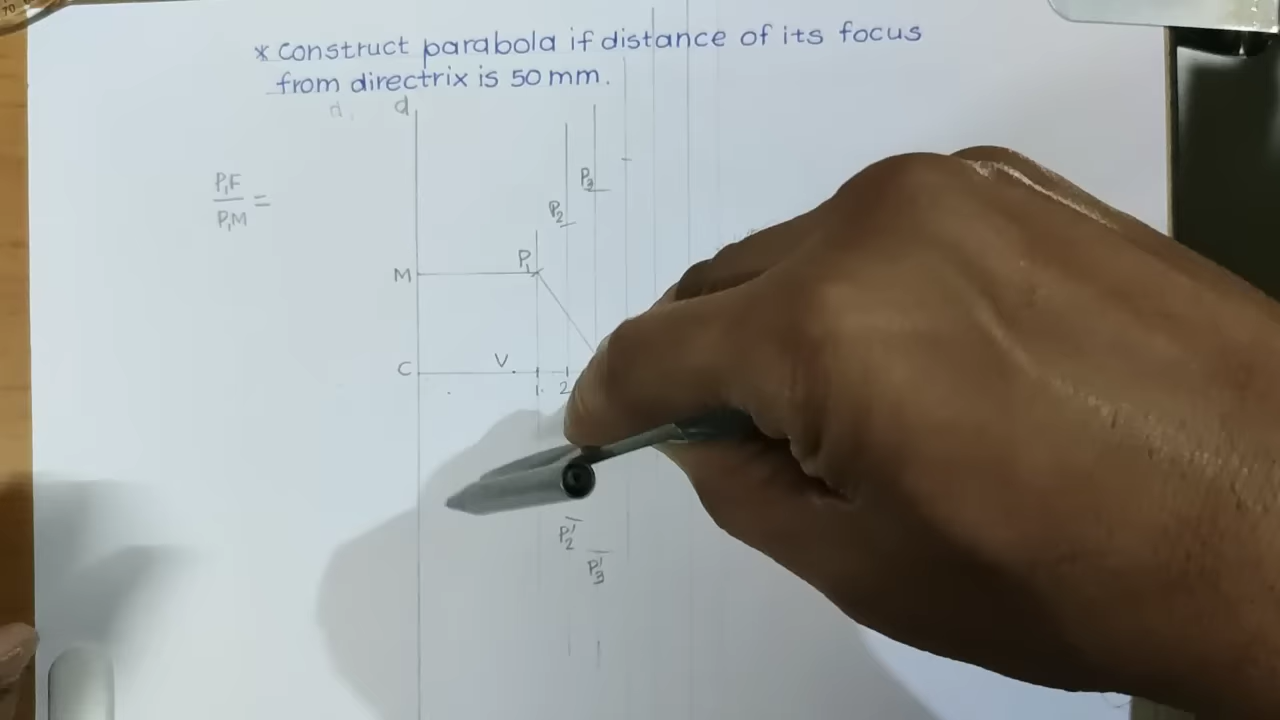 * Construct parabola if distance of its focus
from directrix is 50 mm.
d
d
P₁F
P₁M
=
P₃
P₂
P₁
M
C
V
1
2
P₂'
P₃'
70